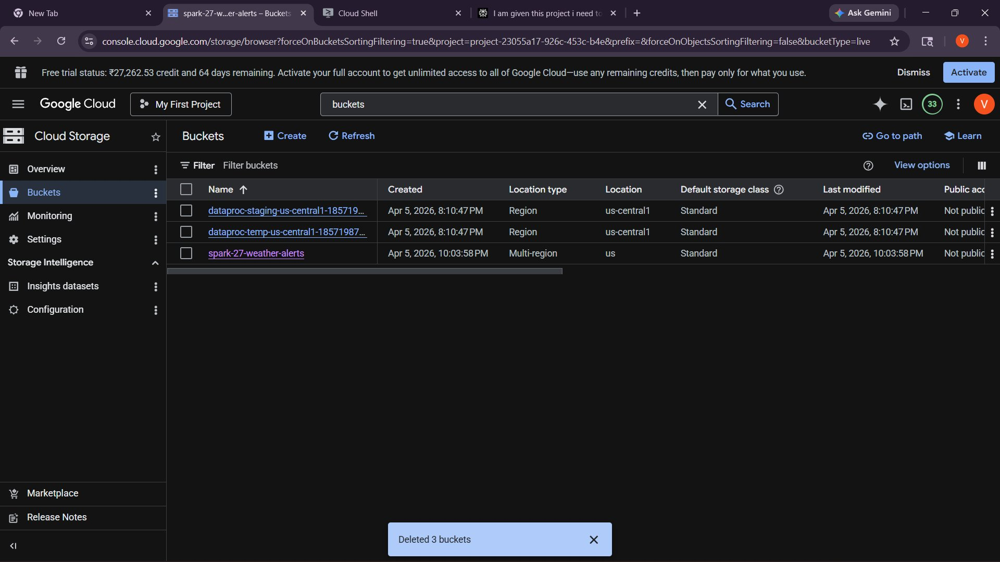 New Tab
spark-27-w...er-alerts – Buckets
Cloud Shell
I am given this project i need to
Ask Gemini
console.cloud.google.com/storage/browser?forceOnBucketsSortingFiltering=true&project=project-23055a17-926c-453c-b4e&prefix=&forceOnObjectsSortingFiltering=false&bucketType=live
V
Free trial status: ₹27,262.53 credit and 64 days remaining. Activate your full account to get unlimited access to all of Google Cloud—use any remaining credits, then pay only for what you use.
Dismiss
Activate
Google Cloud
My First Project
buckets
Search
33
V
Cloud Storage
Overview
Buckets
Monitoring
Settings
Storage Intelligence
Insights datasets
Configuration
Marketplace
Release Notes
Buckets
Create
Refresh
Go to path
Learn
Filter Filter buckets
View options
Name Created Location type Location Default storage class Last modified Public acc
dataproc-staging-us-central1-185719... Apr 5, 2026, 8:10:47 PM Region us-central1 Standard Apr 5, 2026, 8:10:47 PM Not public
dataproc-temp-us-central1-18571987... Apr 5, 2026, 8:10:47 PM Region us-central1 Standard Apr 5, 2026, 8:10:47 PM Not public
spark-27-weather-alerts Apr 5, 2026, 10:03:58 PM Multi-region us Standard Apr 5, 2026, 10:03:58 PM Not public
Deleted 3 buckets